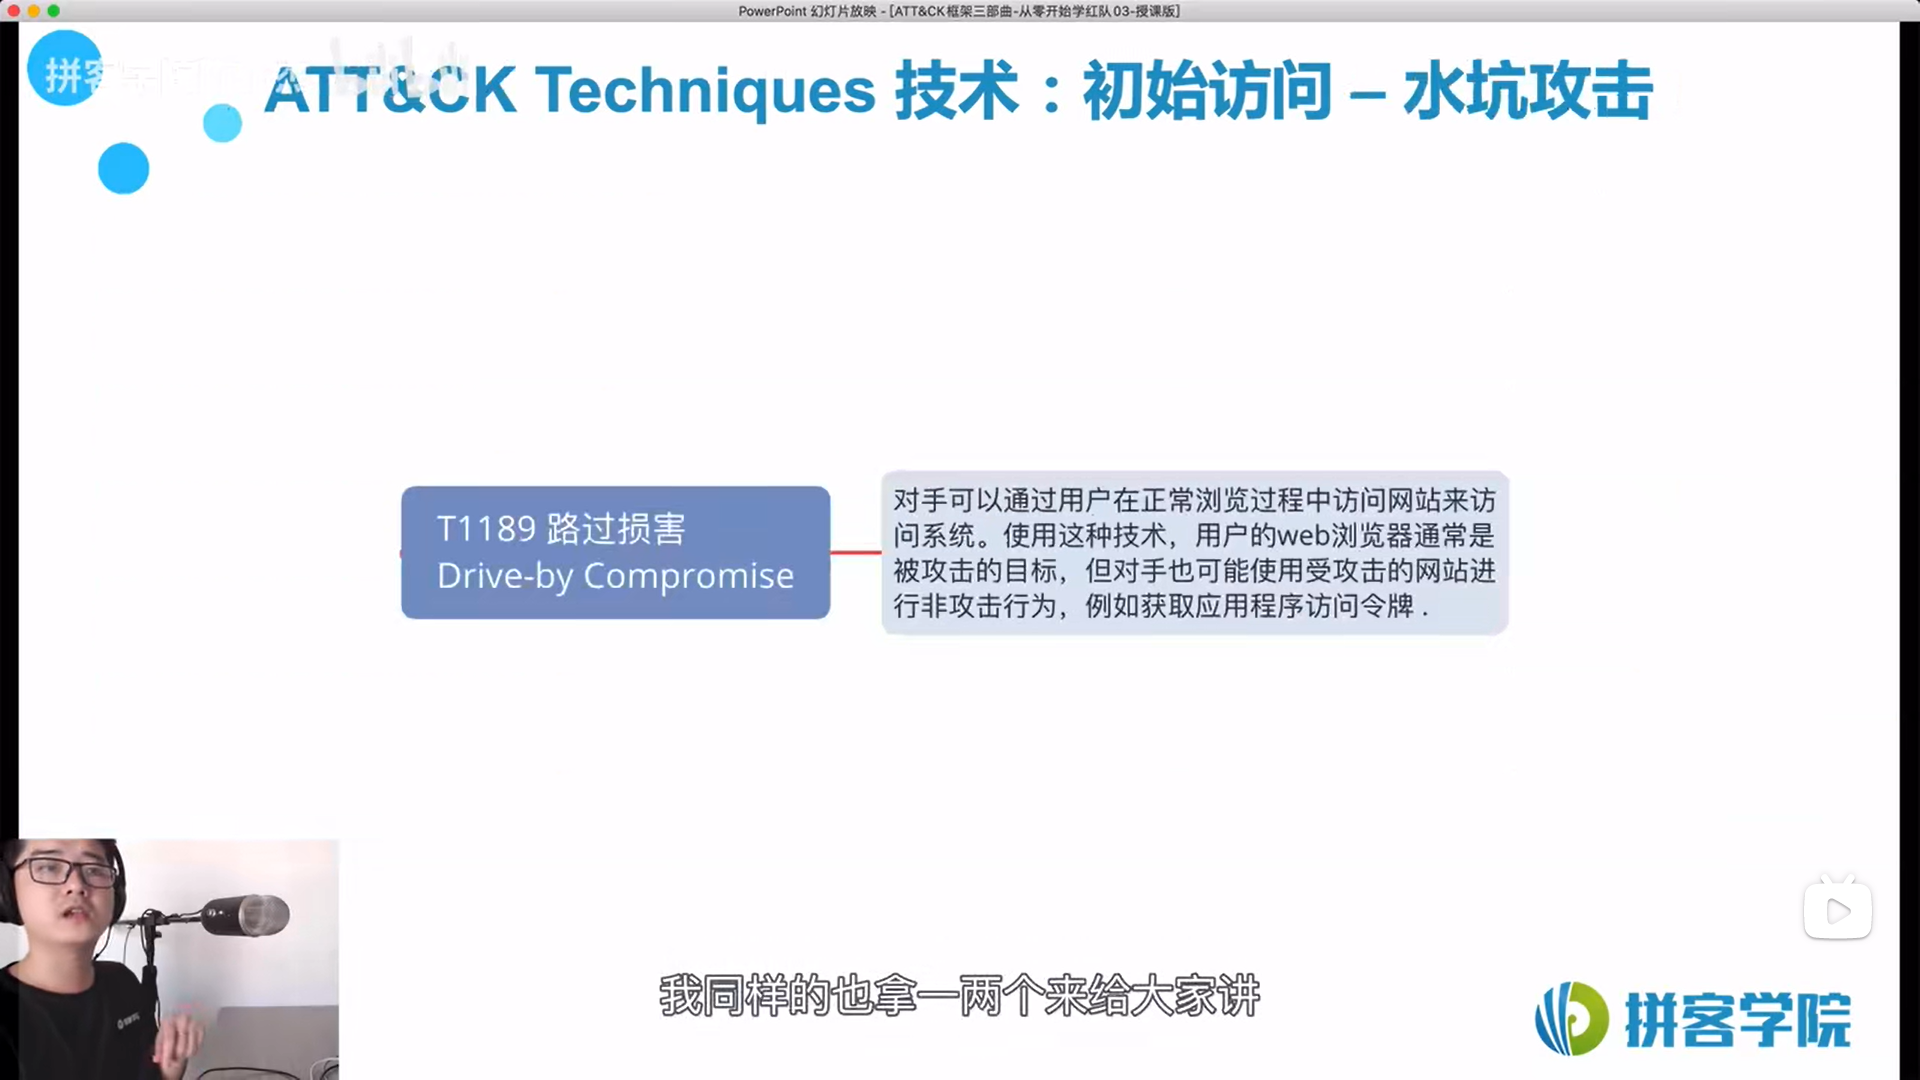 PowerPoint 幻灯片放映 - [ATT&CK框架三部曲-从零开始学红队03-授课版]
ATT&CK Techniques 技术：初始访问 – 水坑攻击
T1189 路过损害
Drive-by Compromise
对手可以通过用户在正常浏览过程中访问网站来访
问系统。使用这种技术，用户的web浏览器通常是
被攻击的目标，但对手也可能使用受攻击的网站进
行非攻击行为，例如获取应用程序访问令牌 .
我同样的也拿一两个来给大家讲
拼客学院